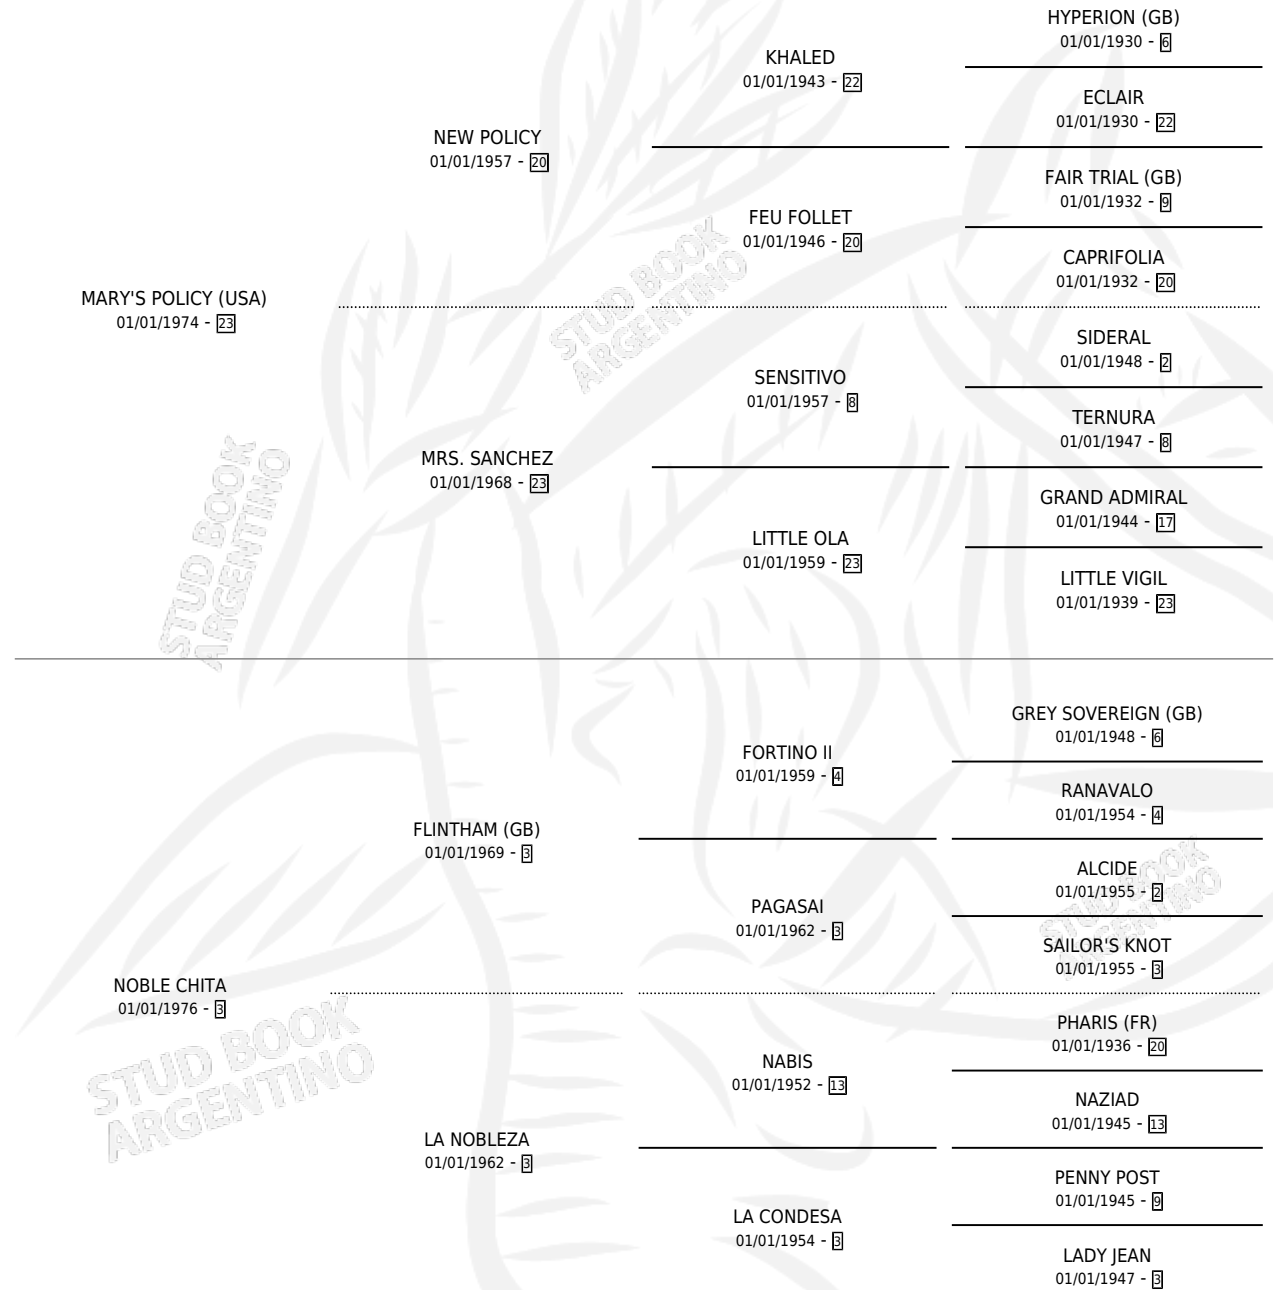 HYPERION (GB)
01/01/1930 - 6
KHALED
01/01/1943 - 22
ECLAIR
01/01/1930 - 22
NEW POLICY
01/01/1957 - 20
FAIR TRIAL (GB)
01/01/1932 - 9
FEU FOLLET
01/01/1946 - 20
CAPRIFOLIA
01/01/1932 - 20
MARY'S POLICY (USA)
01/01/1974 - 23
SIDERAL
01/01/1948 - 2
SENSITIVO
01/01/1957 - 8
TERNURA
01/01/1947 - 8
MRS. SANCHEZ
01/01/1968 - 23
GRAND ADMIRAL
01/01/1944 - 17
LITTLE OLA
01/01/1959 - 23
LITTLE VIGIL
01/01/1939 - 23
STUD BOOK
ARGENTINO
STUD BOOK
ARGENTINO
GREY SOVEREIGN (GB)
01/01/1948 - 6
FORTINO II
01/01/1959 - 4
RANAVALO
01/01/1954 - 4
FLINTHAM (GB)
01/01/1969 - 3
ALCIDE
01/01/1955 - 2
PAGASAI
01/01/1962 - 3
SAILOR'S KNOT
01/01/1955 - 3
NOBLE CHITA
01/01/1976 - 3
PHARIS (FR)
01/01/1936 - 20
NABIS
01/01/1952 - 13
NAZIAD
01/01/1945 - 13
LA NOBLEZA
01/01/1962 - 3
PENNY POST
01/01/1945 - 9
LA CONDESA
01/01/1954 - 3
LADY JEAN
01/01/1947 - 3
STUD BOOK
ARGENTINO
STUD BOOK
ARGENTINO